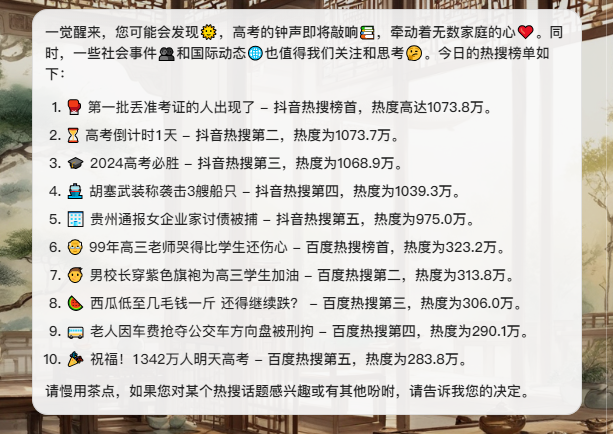 一觉醒来，您可能会发现🌞，高考的钟声即将敲响📚，牵动着无数家庭的心❤️。同
时，一些社会事件👥和国际动态🌐也值得我们关注和思考🤔。今日的热搜榜单如
下：
1. 🎒 第一批丢准考证的人出现了 – 抖音热搜榜首，热度高达1073.8万。
2. ⏳ 高考倒计时1天 – 抖音热搜第二，热度为1073.7万。
3. 🎓 2024高考必胜 – 抖音热搜第三，热度为1068.9万。
4. 🚢 胡塞武装称袭击3艘船只 – 抖音热搜第四，热度为1039.3万。
5. 🏢 贵州通报女企业家讨债被捕 – 抖音热搜第五，热度为975.0万。
6. 👴 99年高三老师哭得比学生还伤心 – 百度热搜榜首，热度为323.2万。
7. 👨 男校长穿紫色旗袍为高三学生加油 – 百度热搜第二，热度为313.8万。
8. 🍉 西瓜低至几毛钱一斤 还得继续跌？ – 百度热搜第三，热度为306.0万。
9. 🚌 老人因车费抢夺公交车方向盘被刑拘 – 百度热搜第四，热度为290.1万。
10. 🎉 祝福！1342万人明天高考 – 百度热搜第五，热度为283.8万。
请慢用茶点，如果您对某个热搜话题感兴趣或有其他吩咐，请告诉我您的决定。